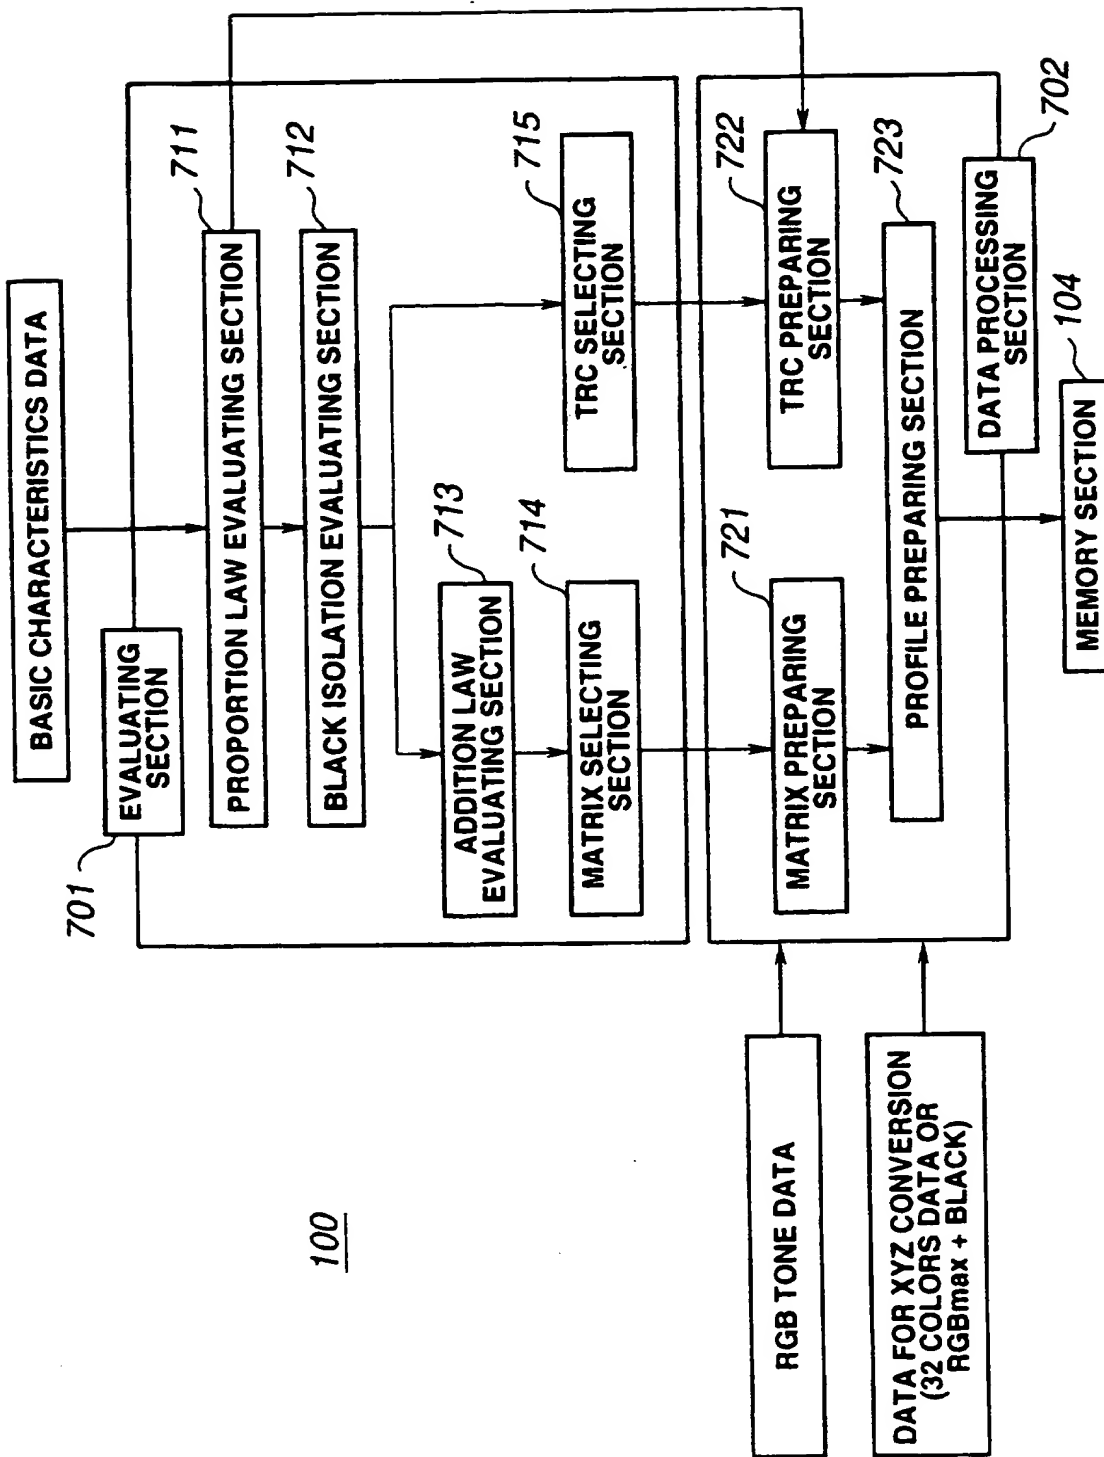 BASIC CHARACTERISTICS DATA
701
EVALUATING
SECTION
711
PROPORTION LAW EVALUATING SECTION
712
BLACK ISOLATION EVALUATING SECTION
713
ADDITION LAW
EVALUATING SECTION
714
MATRIX SELECTING
SECTION
715
TRC SELECTING
SECTION
100
RGB TONE DATA
DATA FOR XYZ CONVERSION
(32 COLORS DATA OR
RGBmax + BLACK)
721
MATRIX PREPARING
SECTION
722
TRC PREPARING
SECTION
723
PROFILE PREPARING SECTION
702
DATA PROCESSING
SECTION
104
MEMORY SECTION